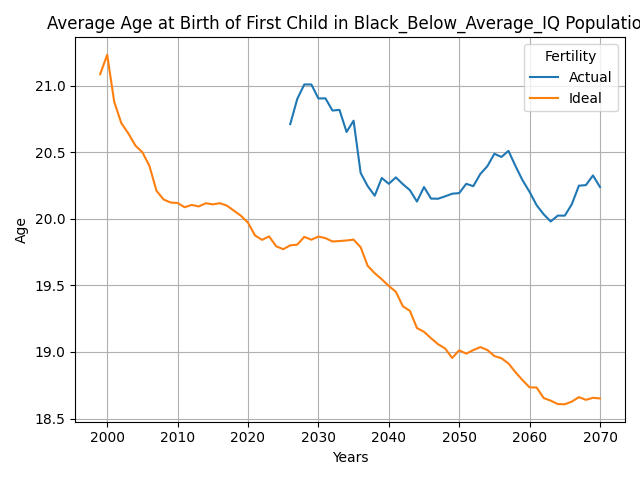 Average Age at Birth of First Child in Black_Below_Average_IQ Populatio
Fertility
Actual
Ideal
21.0
20.5
20.0
19.5
19.0
18.5
Age
2000 2010 2020 2030 2040 2050 2060 2070
Years